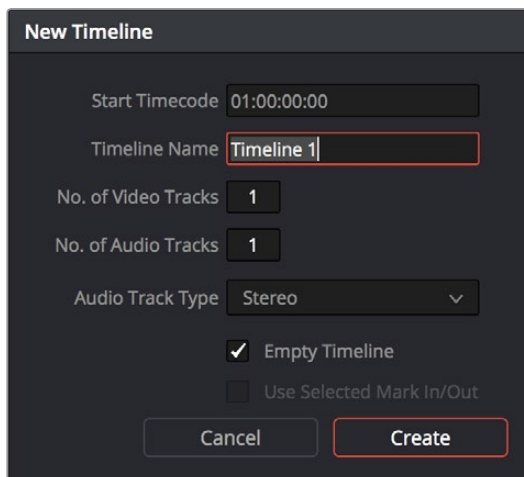 New Timeline
Start Timecode 01:00:00:00
Timeline Name Timeline 1
No. of Video Tracks 1
No. of Audio Tracks 1
Audio Track Type Stereo
Empty Timeline
Use Selected Mark In/Out
Cancel Create